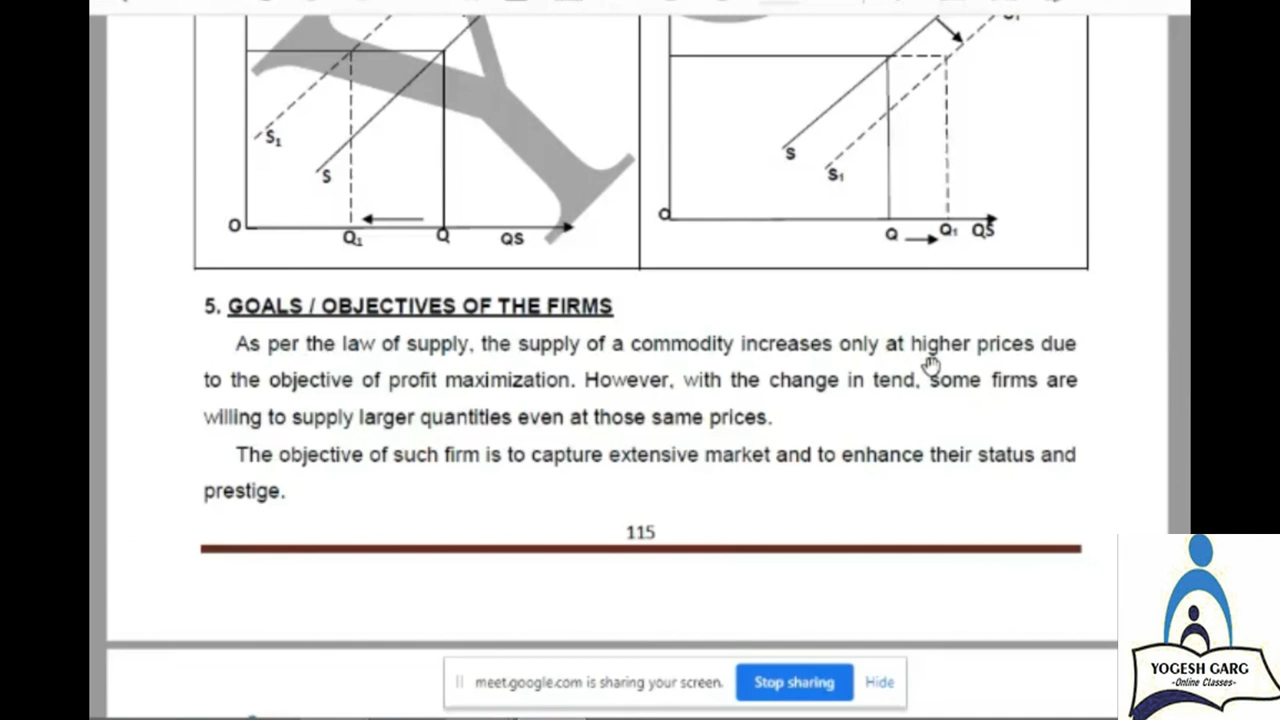 S₁
S₁
S
S
S₁
O
O
Q₁
Q
QS
Q
Q₁
QS
5. GOALS / OBJECTIVES OF THE FIRMS
As per the law of supply, the supply of a commodity increases only at higher prices due
to the objective of profit maximization. However, with the change in tend, some firms are
willing to supply larger quantities even at those same prices.
The objective of such firm is to capture extensive market and to enhance their status and
prestige.
115
YOGESH GARG
-Online Classes-
meet.google.com is sharing your screen.
Stop sharing
Hide